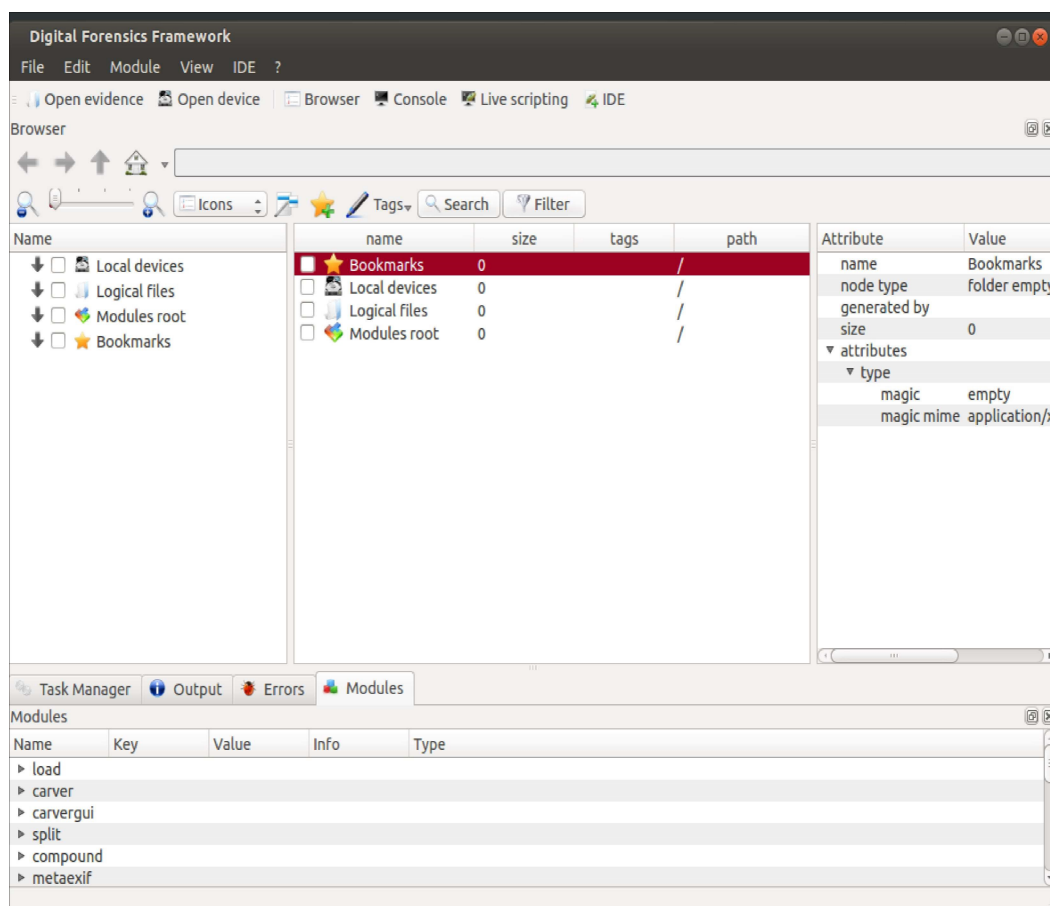 Digital Forensics Framework
File Edit Module View IDE ?
Open evidence Open device Browser Console Live scripting IDE
Browser
Icons Tags Search Filter
Name
Local devices
Logical files
Modules root
Bookmarks
name size tags path
Bookmarks 0 /
Local devices 0 /
Logical files 0 /
Modules root 0 /
Attribute Value
name Bookmarks
node type folder empty
generated by
size 0
attributes
type
magic empty
magic mime application/x
Task Manager Output Errors Modules
Modules
Name Key Value Info Type
load
carver
carvergui
split
compound
metaexif